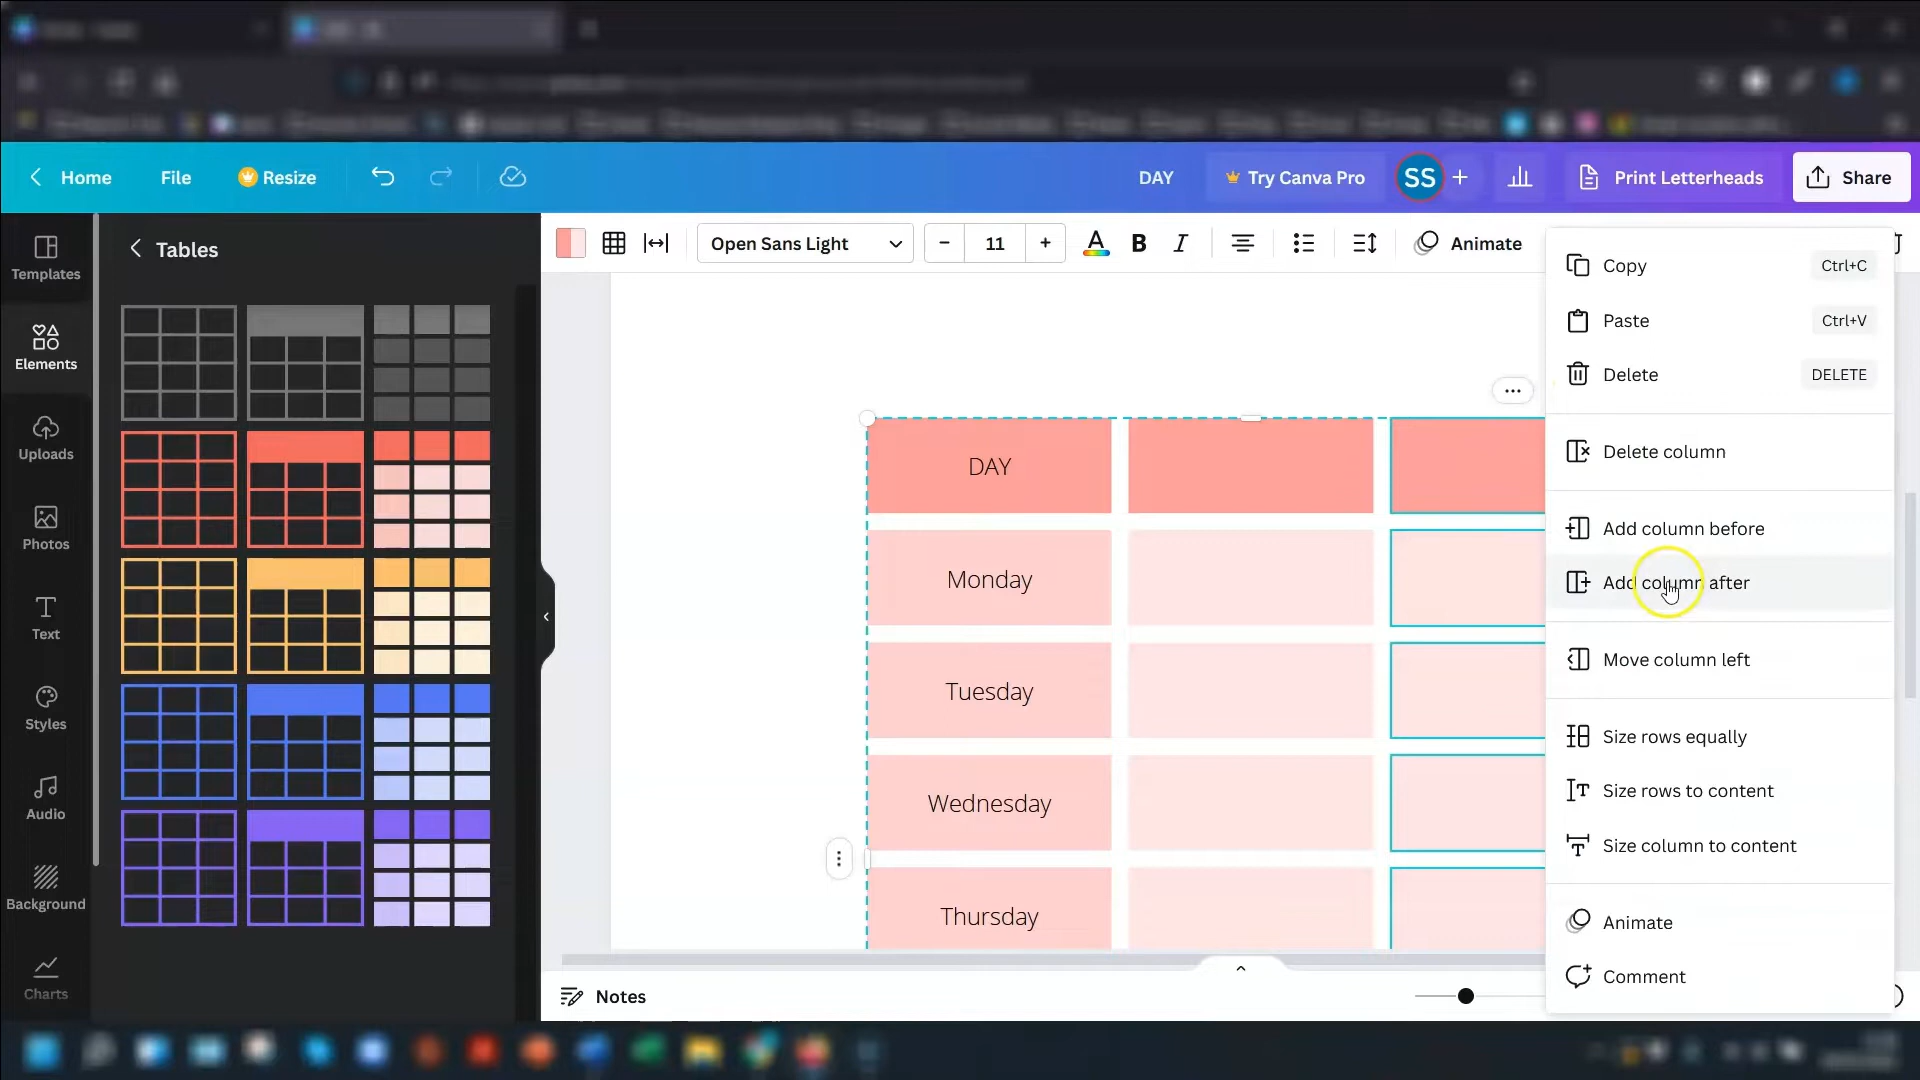 Home
File
Resize
DAY
Try Canva Pro
SS
Print Letterheads
Share
Templates
Elements
Uploads
Photos
Text
Styles
Audio
Background
Charts
Tables
Open Sans Light
11
B
I
Animate
DAY
Monday
Tuesday
Wednesday
Thursday
Copy Ctrl+C
Paste Ctrl+V
Delete DELETE
Delete column
Add column before
Add column after
Move column left
Size rows equally
Size rows to content
Size column to content
Animate
Comment
Notes